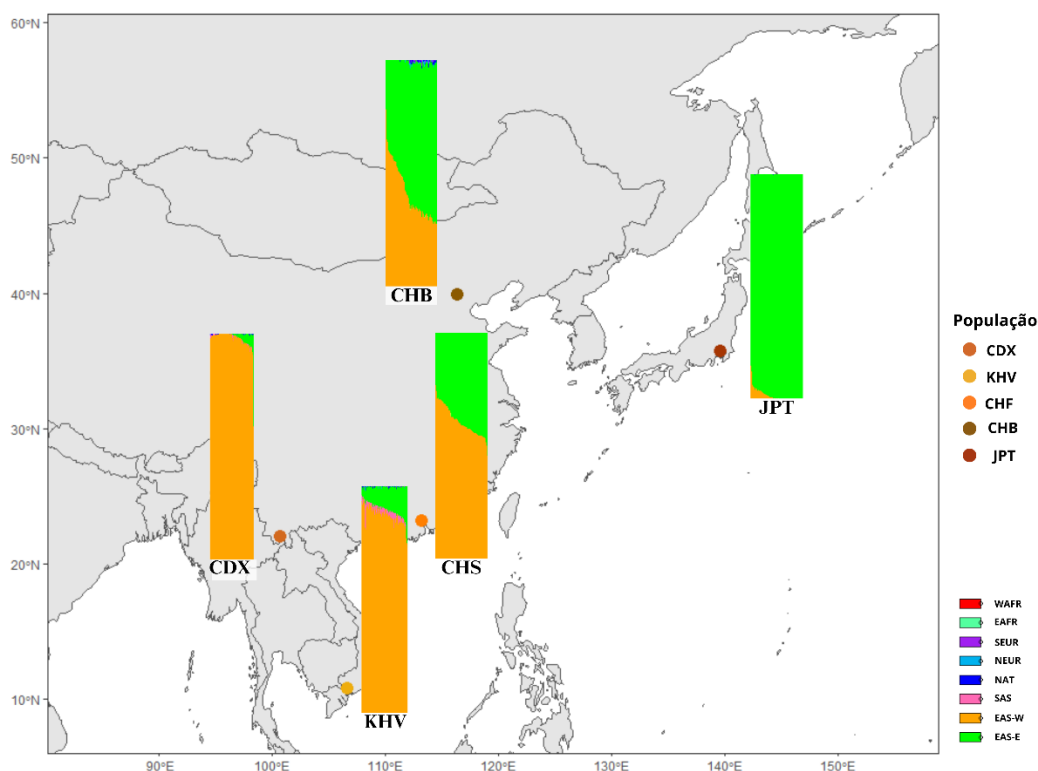 60°N
50°N
CHB
40°N
30°N
JPT
20°N
CDX
CHS
10°N
KHV
90°E
100°E
110°E
120°E
130°E
140°E
150°E
População
CDX
KHV
CHF
CHB
JPT
WAFR
EAFR
SEUR
NEUR
NAT
SAS
EAS-W
EAS-E